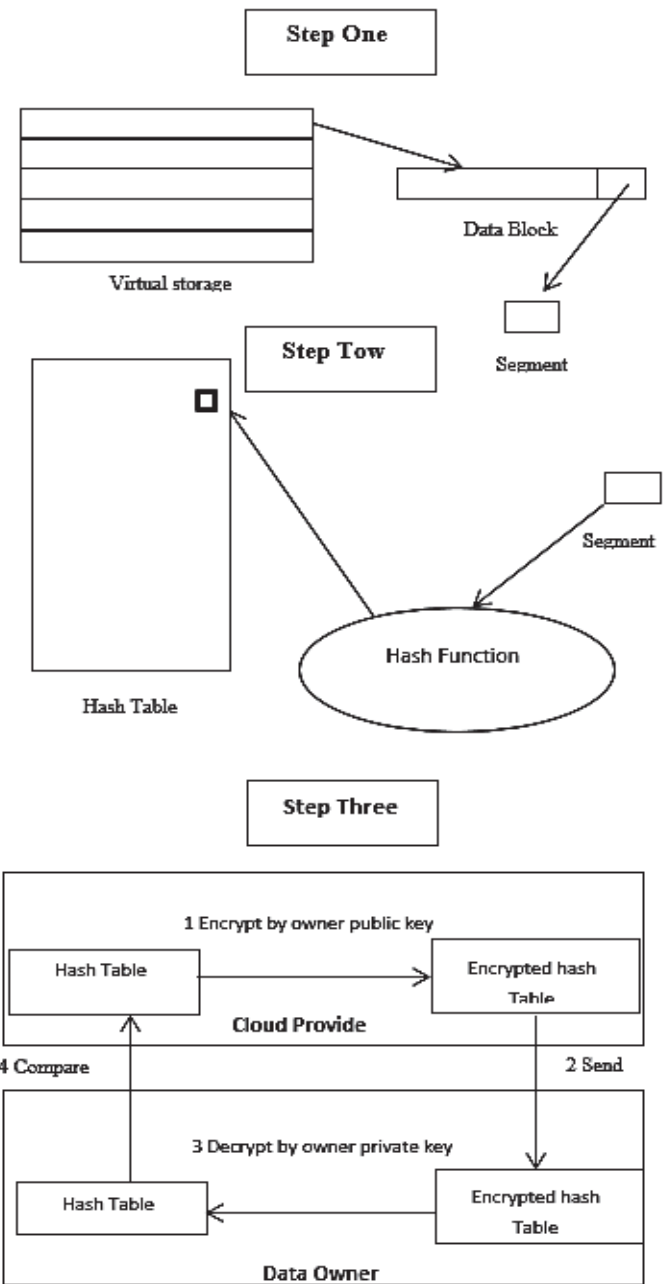 Step One
Data Block
Virtual storage
Segment
Step Tow
Segment
Hash Function
Hash Table
Step Three
1 Encrypt by owner public key
Hash Table
Encrypted hash
Table
Cloud Provide
4 Compare
2 Send
3 Decrypt by owner private key
Hash Table
Encrypted hash
Table
Data Owner